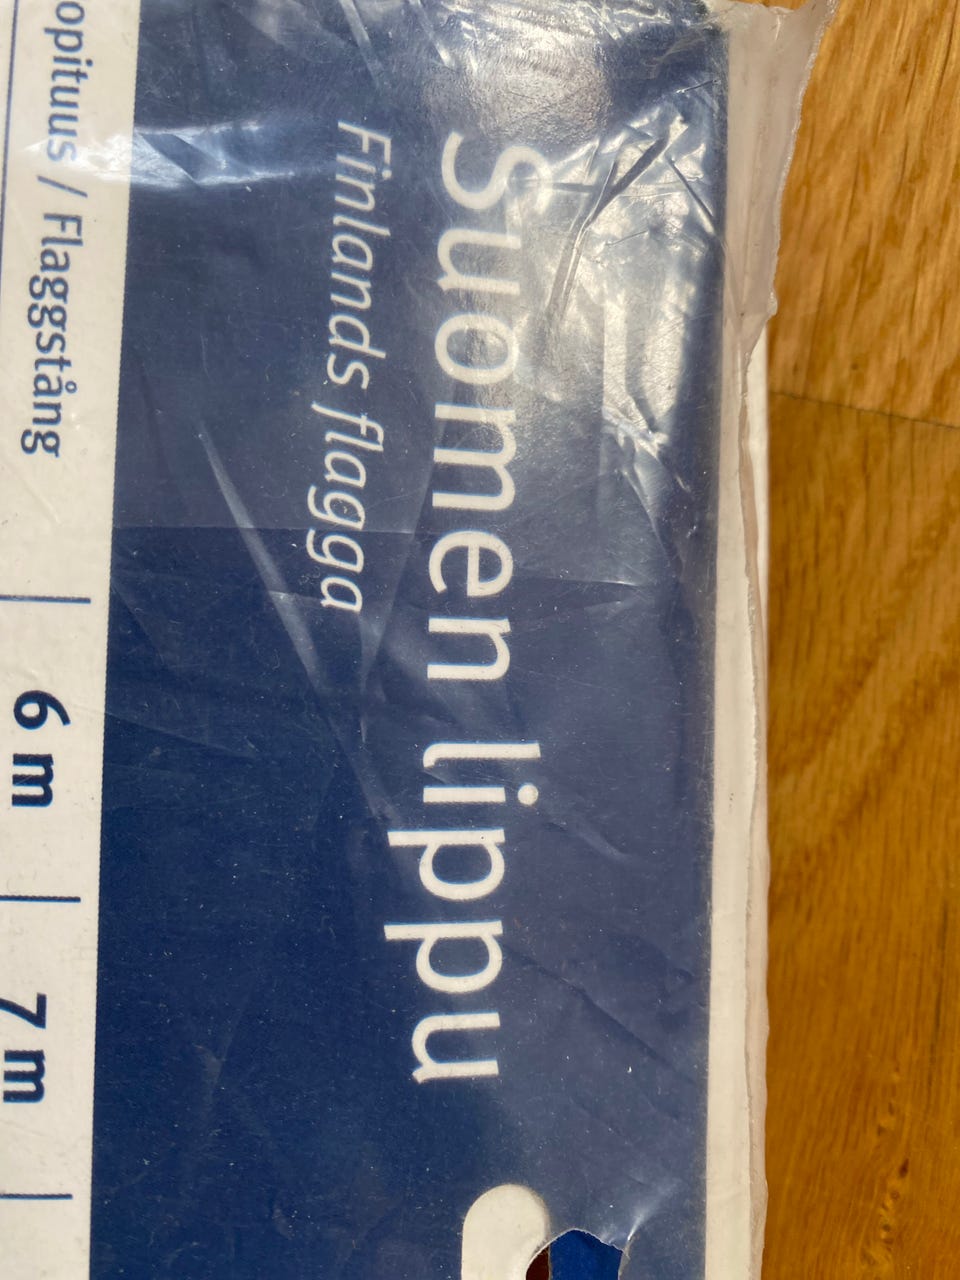 Suomen lippu
Finlands flagga
opituus / Flaggstång 6 m 7 m